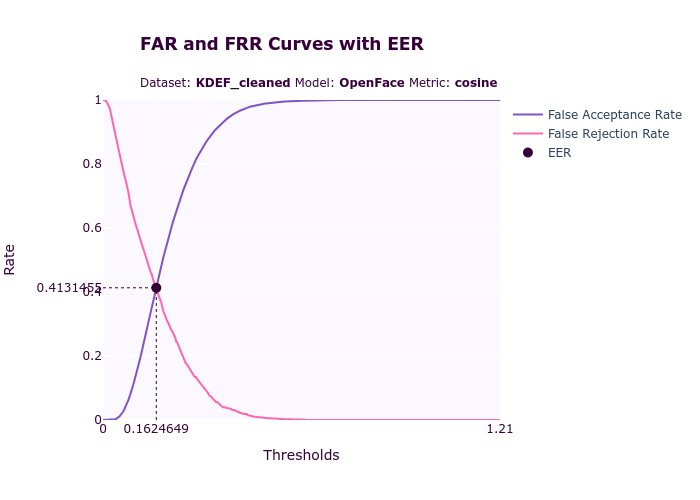 FAR and FRR Curves with EER
Dataset: KDEF_cleaned Model: OpenFace Metric: cosine
False Acceptance Rate
False Rejection Rate
EER
Rate
1
0.8
0.6
0.4131455
0.4
0.2
0
0
0.1624649
1.21
Thresholds